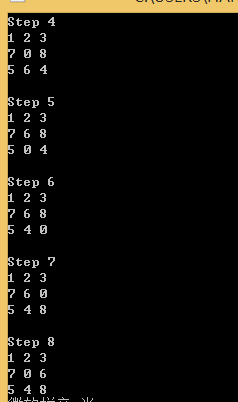 Step 4
1 2 3
7 0 8
5 6 4
Step 5
1 2 3
7 6 8
5 0 4
Step 6
1 2 3
7 6 8
5 4 0
Step 7
1 2 3
7 6 0
5 4 8
Step 8
1 2 3
7 0 6
5 4 8